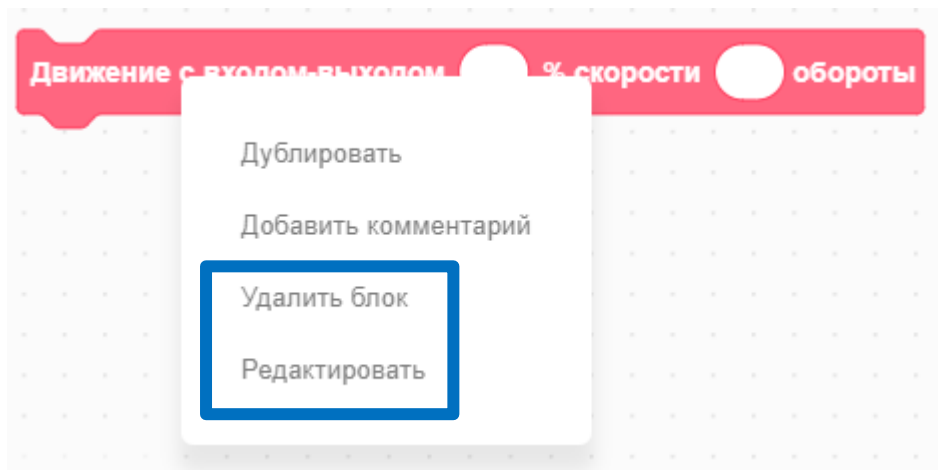 Движение с входом-выходом % скорости обороты
Дублировать
Добавить комментарий
Удалить блок
Редактировать